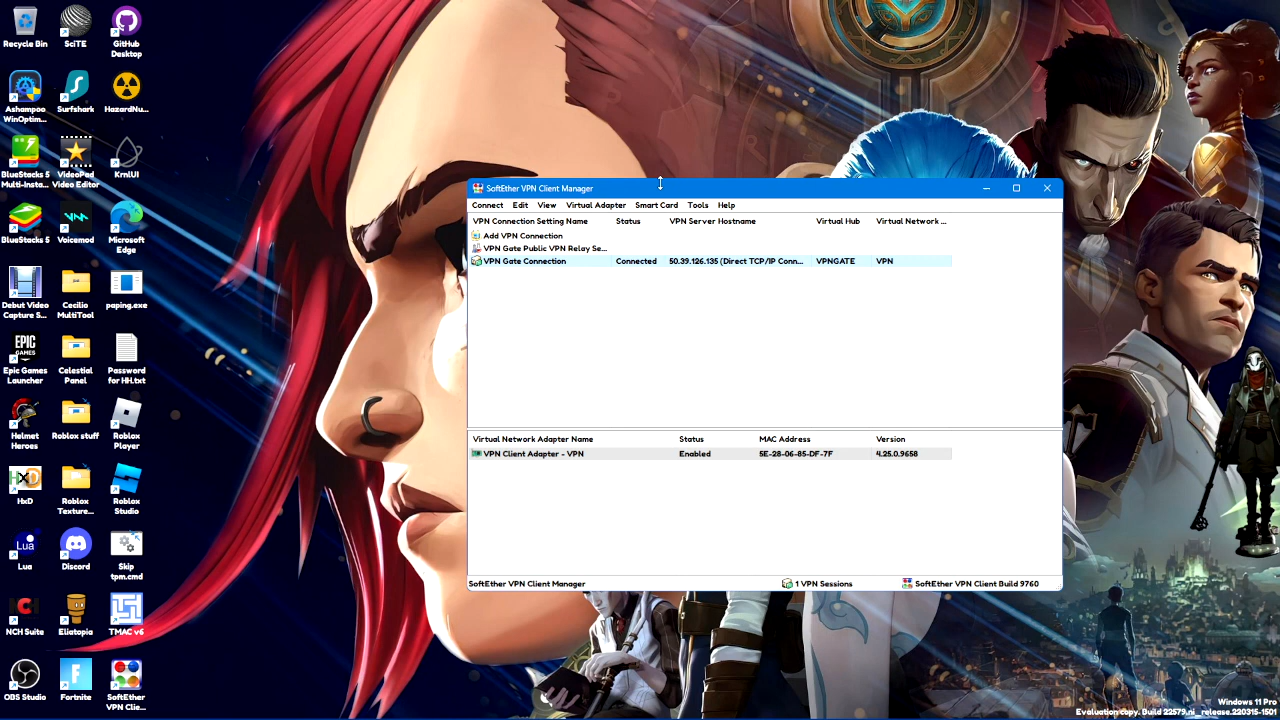 Recycle Bin
SciTE
GitHub
Desktop
Ashampoo
WinOptim...
Surfshark
HazardNu...
BlueStacks 5
Multi-Insta...
VideoPad
Video Editor
KrnlUI
BlueStacks 5
Voicemod
Microsoft
Edge
Debut Video
Capture S...
Cecilio
MultiTool
paping.exe
EPIC
GAMES
Epic Games
Launcher
Celestial
Panel
Password
for HH.txt
Helmet
Heroes
Roblox stuff
Roblox
Player
HxD
HxD
Roblox
Texture...
Roblox
Studio
Lua
Lua
Discord
Skip
tpm.cmd
NCH Suite
Eliatopia
TMAC v6
OBS Studio
Fortnite
SoftEther
VPN Clie...
SoftEther VPN Client Manager
Connect Edit View Virtual Adapter Smart Card Tools Help
VPN Connection Setting Name Status VPN Server Hostname Virtual Hub Virtual Network ...
Add VPN Connection
VPN Gate Public VPN Relay Se...
VPN Gate Connection Connected 50.39.126.135 (Direct TCP/IP Conn... VPNGATE VPN
Virtual Network Adapter Name Status MAC Address Version
VPN Client Adapter - VPN Enabled 5E-28-06-85-DF-7F 4.25.0.9658
SoftEther VPN Client Manager 1 VPN Sessions SoftEther VPN Client Build 9760
Windows 11 Pro
Evaluation copy. Build 22579.ni_release.220315-1501